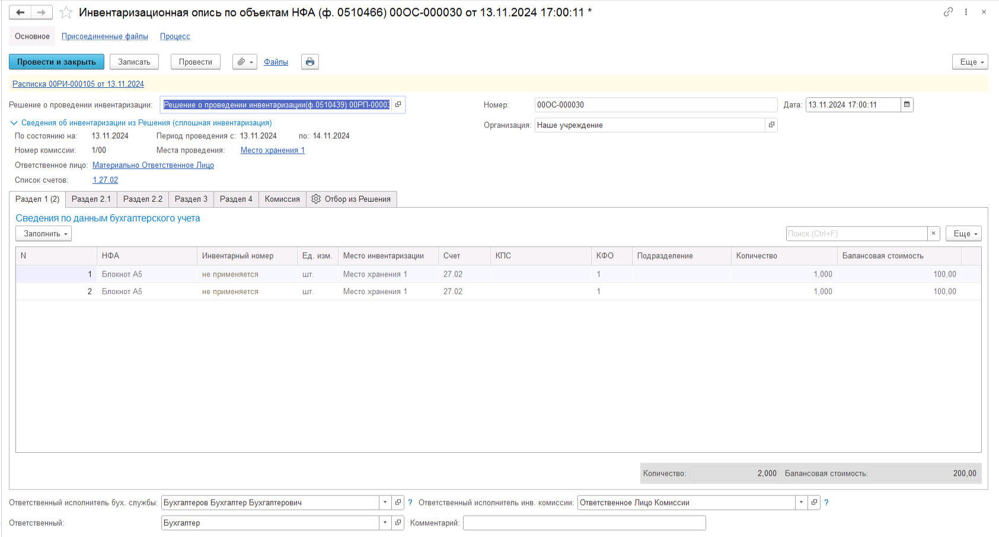 Инвентаризационная опись по объектам НФА (ф. 0510466) 00ОС-000030 от 13.11.2024 17:00:11 *
Основное Присоединенные файлы Процесс
Провести и закрыть Записать Провести Файлы Еще
Расписка 00РИ-000105 от 13.11.2024
Решение о проведении инвентаризации: Решение о проведении инвентаризации(ф.0510439) 00РП-00003 Номер: 00ОС-000030 Дата: 13.11.2024 17:00:11
Сведения об инвентаризации из Решения (сплошная инвентаризация) Организация: Наше учреждение
По состоянию на: 13.11.2024 Период проведения с: 13.11.2024 по: 14.11.2024
Номер комиссии: 1/00 Места проведения: Место хранения 1
Ответственное лицо: Материально Ответственное Лицо
Список счетов: 1.27.02
Раздел 1 (2) Раздел 2.1 Раздел 2.2 Раздел 3 Раздел 4 Комиссия Отбор из Решения
Сведения по данным бухгалтерского учета
Заполнить Поиск (Ctrl+F) × Еще
N НФА Инвентарный номер Ед. изм. Место инвентаризации Счет КПС КФО Подразделение Количество Балансовая стоимость
1 Блокнот А5 не применяется шт. Место хранения 1 27.02 1 1,000 100,00
2 Блокнот А5 не применяется шт. Место хранения 1 27.02 1 1,000 100,00
Количество: 2,000 Балансовая стоимость: 200,00
Ответственный исполнитель бух. службы: Бухгалтеров Бухгалтер Бухгалтерович ? Ответственный исполнитель инв. комиссии: Ответственное Лицо Комиссии ?
Ответственный: Бухгалтер Комментарий: